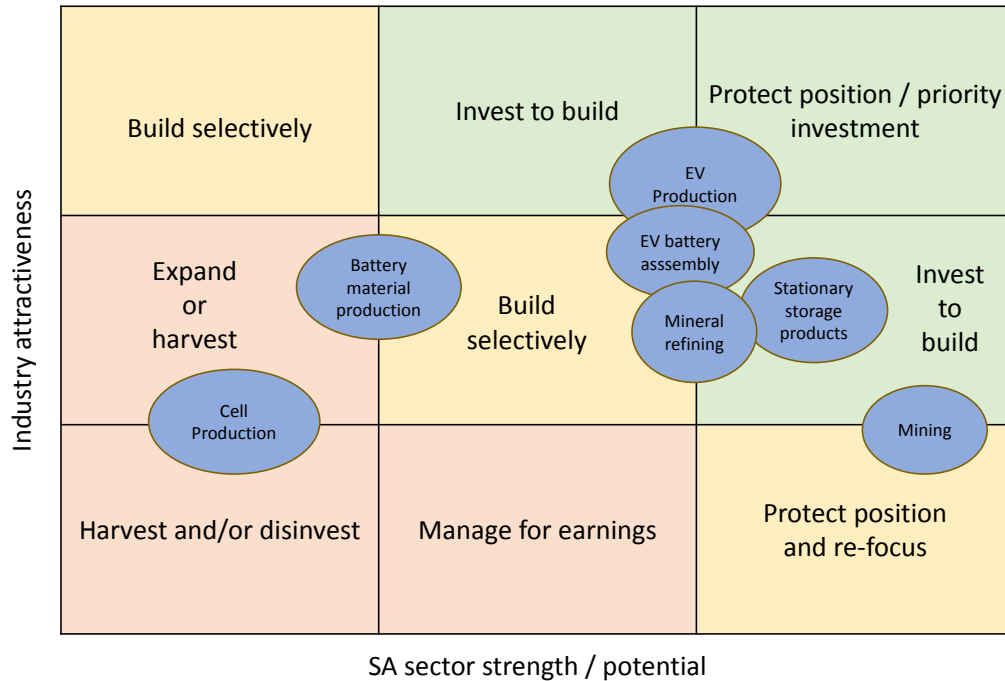 Build selectively
Invest to build
Protect position / priority
investment
EV
Production
EV battery
asssembly
Expand
or
harvest
Battery
material
production
Build
selectively
Mineral
refining
Stationary
storage
products
Invest
to
build
Cell
Production
Mining
Harvest and/or disinvest
Manage for earnings
Protect position
and re-focus
Industry attractiveness
SA sector strength / potential